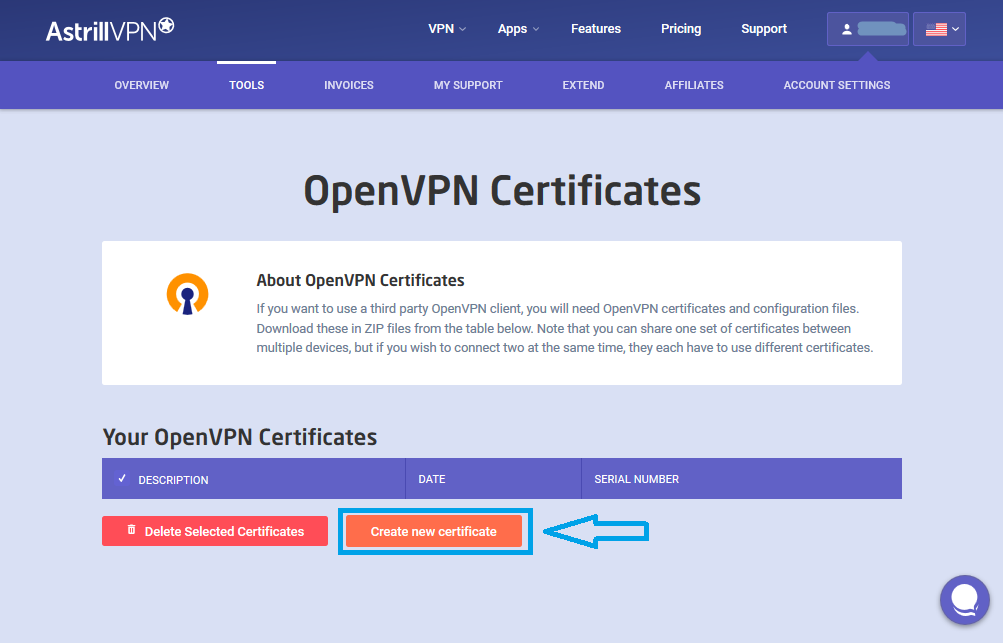 AstrillVPN
VPN Apps Features Pricing Support
OVERVIEW TOOLS INVOICES MY SUPPORT EXTEND AFFILIATES ACCOUNT SETTINGS
OpenVPN Certificates
About OpenVPN Certificates
If you want to use a third party OpenVPN client, you will need OpenVPN certificates and configuration files.
Download these in ZIP files from the table below. Note that you can share one set of certificates between
multiple devices, but if you wish to connect two at the same time, they each have to use different certificates.
Your OpenVPN Certificates
DESCRIPTION DATE SERIAL NUMBER
Delete Selected Certificates Create new certificate